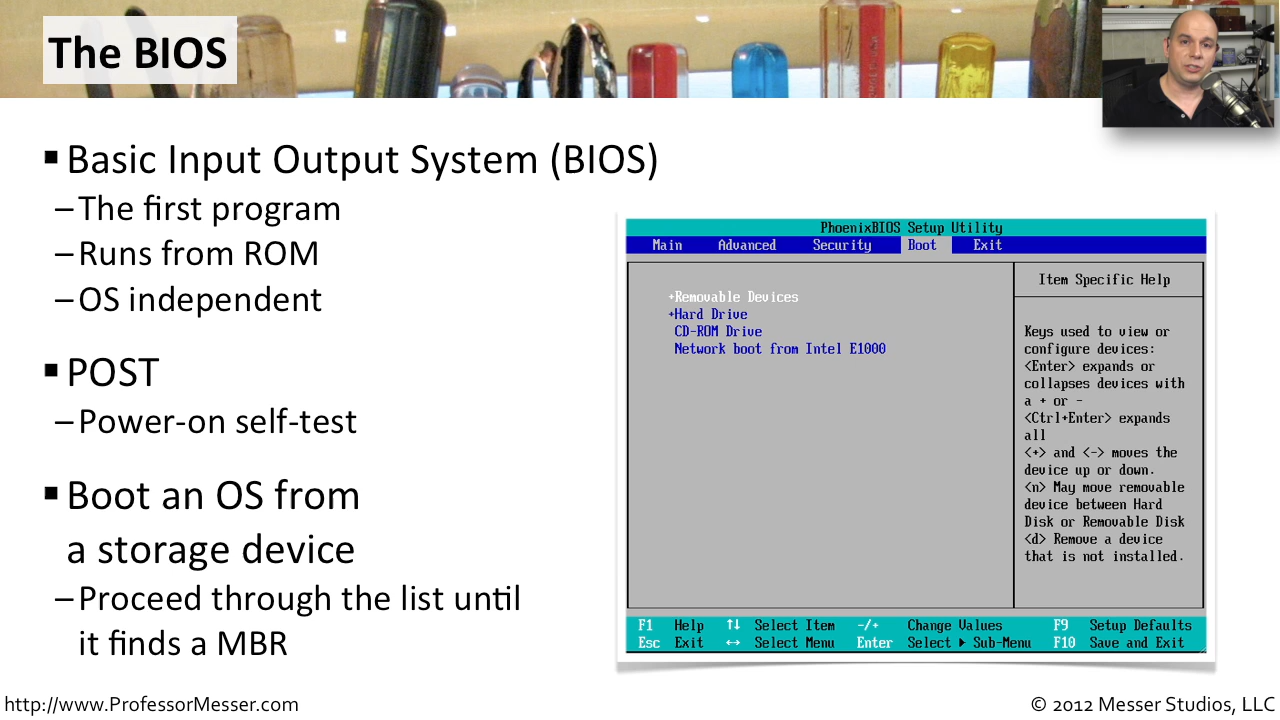 The BIOS
▪ Basic Input Output System (BIOS)
– The first program
– Runs from ROM
– OS independent
▪ POST
– Power-on self-test
▪ Boot an OS from
a storage device
– Proceed through the list until
it finds a MBR
PhoenixBIOS Setup Utility
Main Advanced Security Boot Exit
+Removable Devices
+Hard Drive
CD-ROM Drive
Network boot from Intel E1000
Item Specific Help
Keys used to view or
configure devices:
<Enter> expands or
collapses devices with
a + or -
<Ctrl+Enter> expands
all
<+> and <-> moves the
device up or down.
<n> May move removable
device between Hard
Disk or Removable Disk
<d> Remove a device
that is not installed.
F1 Help ↑↓ Select Item -/+ Change Values F9 Setup Defaults
Esc Exit ↔ Select Menu Enter Select ▶ Sub-Menu F10 Save and Exit
http://www.ProfessorMesser.com
© 2012 Messer Studios, LLC